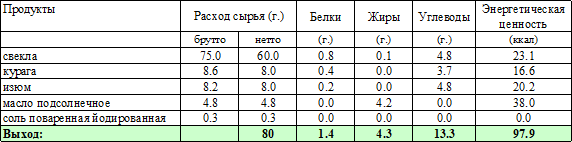 Продукты Расход сырья (г.) Белки Жиры Углеводы Энергетическая ценность
брутто нетто (г.) (г.) (г.) (ккал)
свекла 75.0 60.0 0.8 0.1 4.8 23.1
курага 8.6 8.0 0.4 0.0 3.7 16.6
изюм 8.2 8.0 0.2 0.0 4.8 20.2
масло подсолнечное 4.8 4.8 0.0 4.2 0.0 38.0
соль поваренная йодированная 0.3 0.3 0.0 0.0 0.0 0.0
Выход: 80 1.4 4.3 13.3 97.9